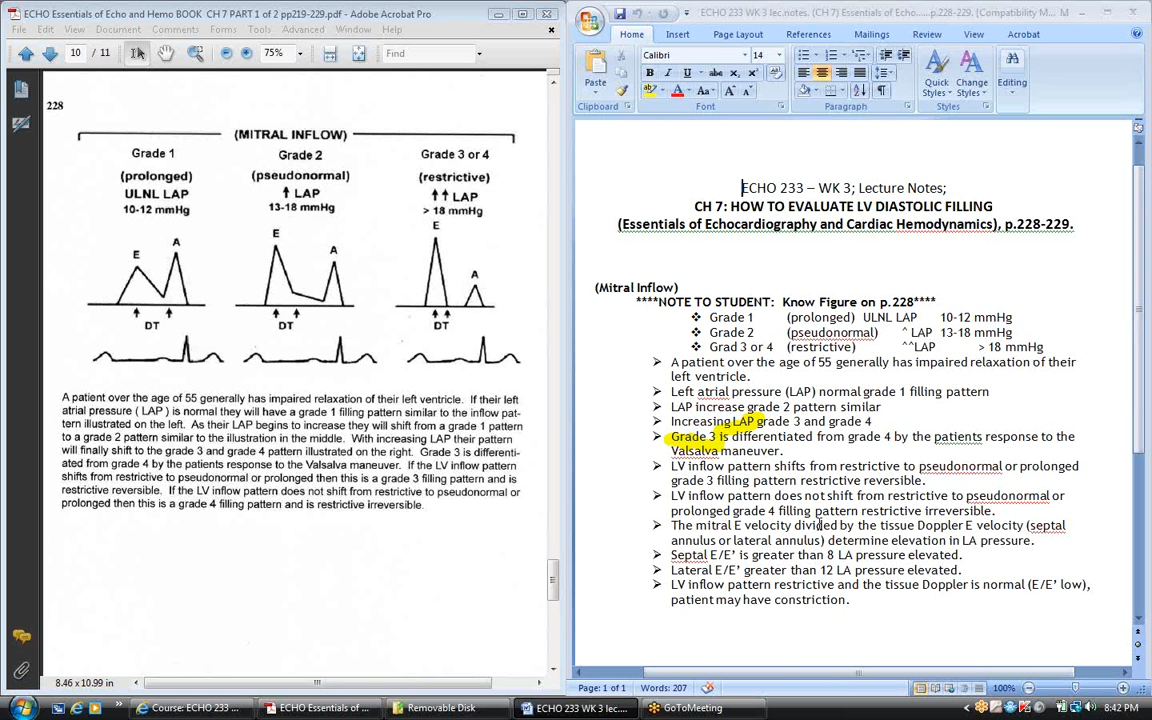 ECHO Essentials of Echo and Hemo BOOK CH 7 PART 1 of 2 pp219-229.pdf - Adobe Acrobat Pro
File Edit View Document Comments Forms Tools Advanced Window Help
10 / 11 75% Find
228
(MITRAL INFLOW)
Grade 1 Grade 2 Grade 3 or 4
(prolonged) (pseudonormal) (restrictive)
ULNL LAP ↑ LAP ↑↑ LAP
10-12 mmHg 13-18 mmHg > 18 mmHg
E A E A E A
DT DT DT
A patient over the age of 55 generally has impaired relaxation of their left ventricle. If their left
atrial pressure ( LAP ) is normal they will have a grade 1 filling pattern similar to the inflow pat-
tern illustrated on the left. As their LAP begins to increase they will shift from a grade 1 pattern
to a grade 2 pattern similar to the illustration in the middle. With increasing LAP their pattern
will finally shift to the grade 3 and grade 4 pattern illustrated on the right. Grade 3 is differenti-
ated from grade 4 by the patients response to the Valsalva maneuver. If the LV inflow pattern
shifts from restrictive to pseudonormal or prolonged then this is a grade 3 filling pattern and is
restrictive reversible. If the LV inflow pattern does not shift from restrictive to pseudonormal or
prolonged then this is a grade 4 filling pattern and is restrictive irreversible.
8.46 x 10.99 in
ECHO 233 WK 3 lec.notes. (CH 7) Essentials of Echo......p.228-229. [Compatibility M...
Home Insert Page Layout References Mailings Review View Acrobat
Calibri 14
Paste
Quick Styles
Change Styles
Editing
Clipboard Font Paragraph Styles
ECHO 233 – WK 3; Lecture Notes;
CH 7: HOW TO EVALUATE LV DIASTOLIC FILLING
(Essentials of Echocardiography and Cardiac Hemodynamics), p.228-229.
(Mitral Inflow)
****NOTE TO STUDENT: Know Figure on p.228****
❖ Grade 1 (prolonged) ULNL LAP 10-12 mmHg
❖ Grade 2 (pseudonormal) ^ LAP 13-18 mmHg
❖ Grad 3 or 4 (restrictive) ^^LAP > 18 mmHg
➢ A patient over the age of 55 generally has impaired relaxation of their
left ventricle.
➢ Left atrial pressure (LAP) normal grade 1 filling pattern
➢ LAP increase grade 2 pattern similar
➢ Increasing LAP grade 3 and grade 4
➢ Grade 3 is differentiated from grade 4 by the patients response to the
Valsalva maneuver.
➢ LV inflow pattern shifts from restrictive to pseudonormal or prolonged
grade 3 filling pattern restrictive reversible.
➢ LV inflow pattern does not shift from restrictive to pseudonormal or
prolonged grade 4 filling pattern restrictive irreversible.
➢ The mitral E velocity divided by the tissue Doppler E velocity (septal
annulus or lateral annulus) determine elevation in LA pressure.
➢ Septal E/E’ is greater than 8 LA pressure elevated.
➢ Lateral E/E’ greater than 12 LA pressure elevated.
➢ LV inflow pattern restrictive and the tissue Doppler is normal (E/E’ low),
patient may have constriction.
Page: 1 of 1 Words: 207 100%
Course: ECHO 233 ... ECHO Essentials of ... Removable Disk ECHO 233 WK 3 lec... GoToMeeting 8:42 PM